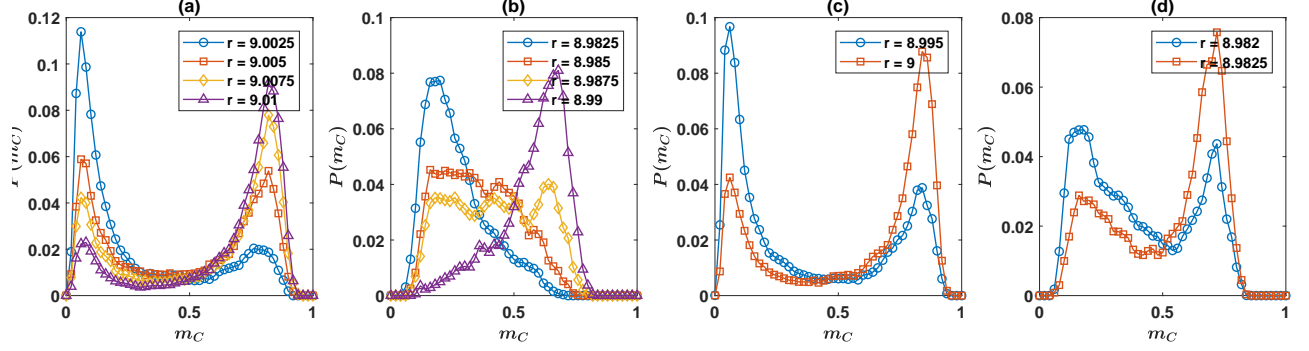 (a)
0.12
0.1
0.08
0.06
0.04
0.02
0
P(m_C)
0
0.5
1
m_C
r = 9.0025
r = 9.005
r = 9.0075
r = 9.01
(b)
0.1
0.08
0.06
0.04
0.02
0
P(m_C)
0
0.5
1
m_C
r = 8.9825
r = 8.985
r = 8.9875
r = 8.99
(c)
0.1
0.08
0.06
0.04
0.02
0
P(m_C)
0
0.5
1
m_C
r = 8.995
r = 9
(d)
0.08
0.06
0.04
0.02
0
P(m_C)
0
0.5
1
m_C
r = 8.982
r = 8.9825